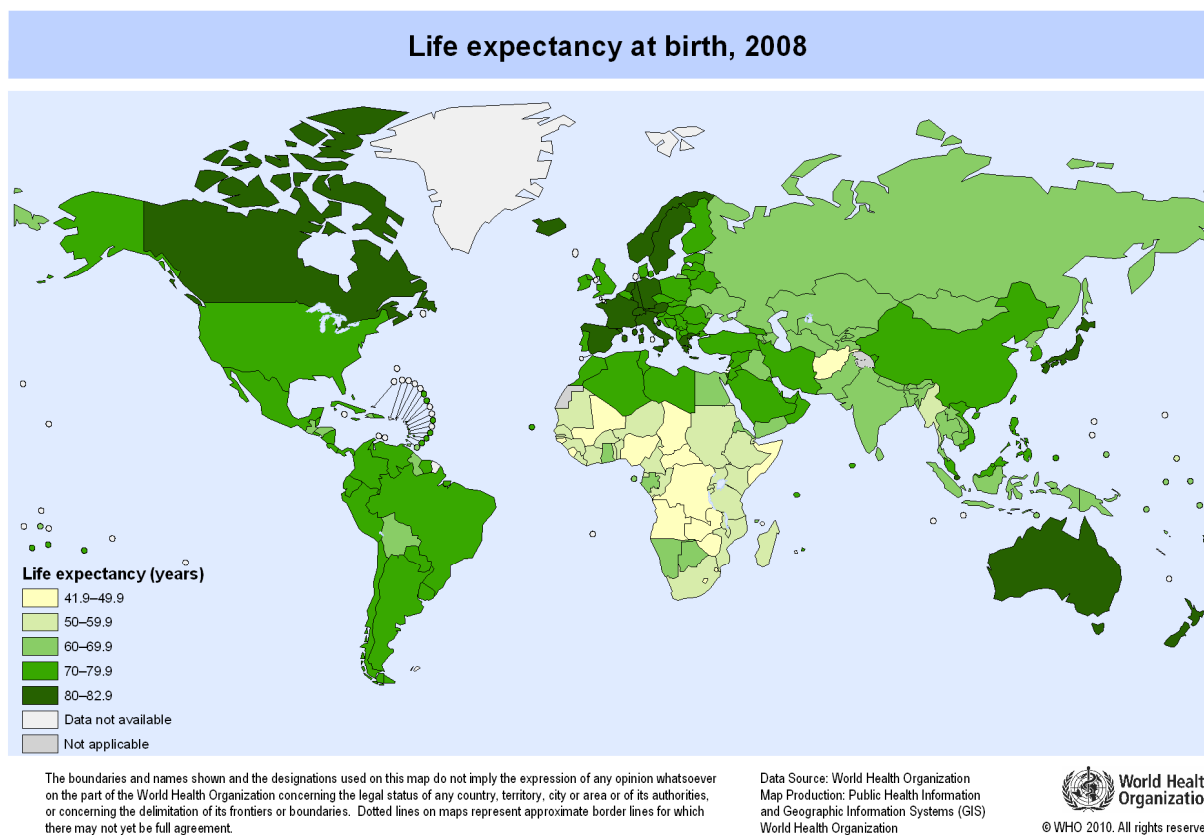 Life expectancy at birth, 2008
Life expectancy (years)
41.9–49.9
50–59.9
60–69.9
70–79.9
80–82.9
Data not available
Not applicable
The boundaries and names shown and the designations used on this map do not imply the expression of any opinion whatsoever
on the part of the World Health Organization concerning the legal status of any country, territory, city or area or of its authorities,
or concerning the delimitation of its frontiers or boundaries. Dotted lines on maps represent approximate border lines for which
there may not yet be full agreement.
Data Source: World Health Organization
Map Production: Public Health Information
and Geographic Information Systems (GIS)
World Health Organization
World Healt
Organizatio
© WHO 2010. All rights reserve